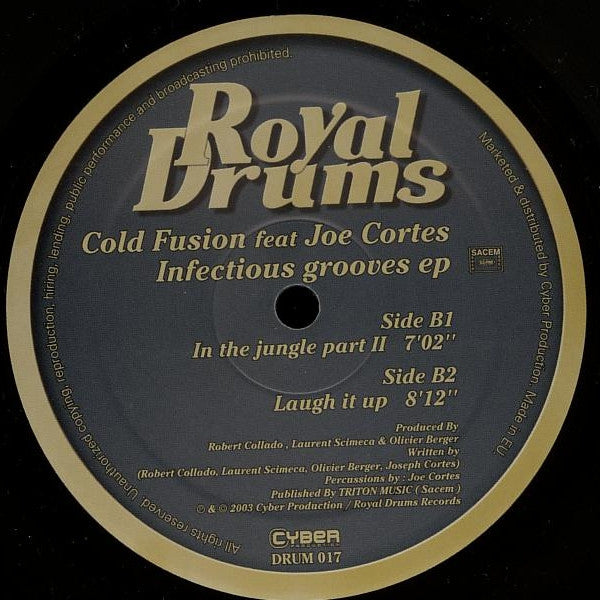 Royal
Drums
Cold Fusion feat Joe Cortes
Infectious grooves ep
SACEM
Side B1
In the jungle part II 7'02''
Side B2
Laugh it up 8'12''
Produced By
Robert Collado , Laurent Scimeca & Olivier Berger
Written by
(Robert Collado, Laurent Scimeca, Olivier Berger, Joseph Cortes)
Percussions by : Joe Cortes
Published By TRITON MUSIC ( Sacem )
℗ & © 2003 Cyber Production / Royal Drums Records
CYBER
PRODUCTION
DRUM 017
All rights reserved. Unauthorized copying, reproduction, hiring, lending, public performance and broadcasting prohibited.
Marketed & distributed by Cyber Production. Made in EU.